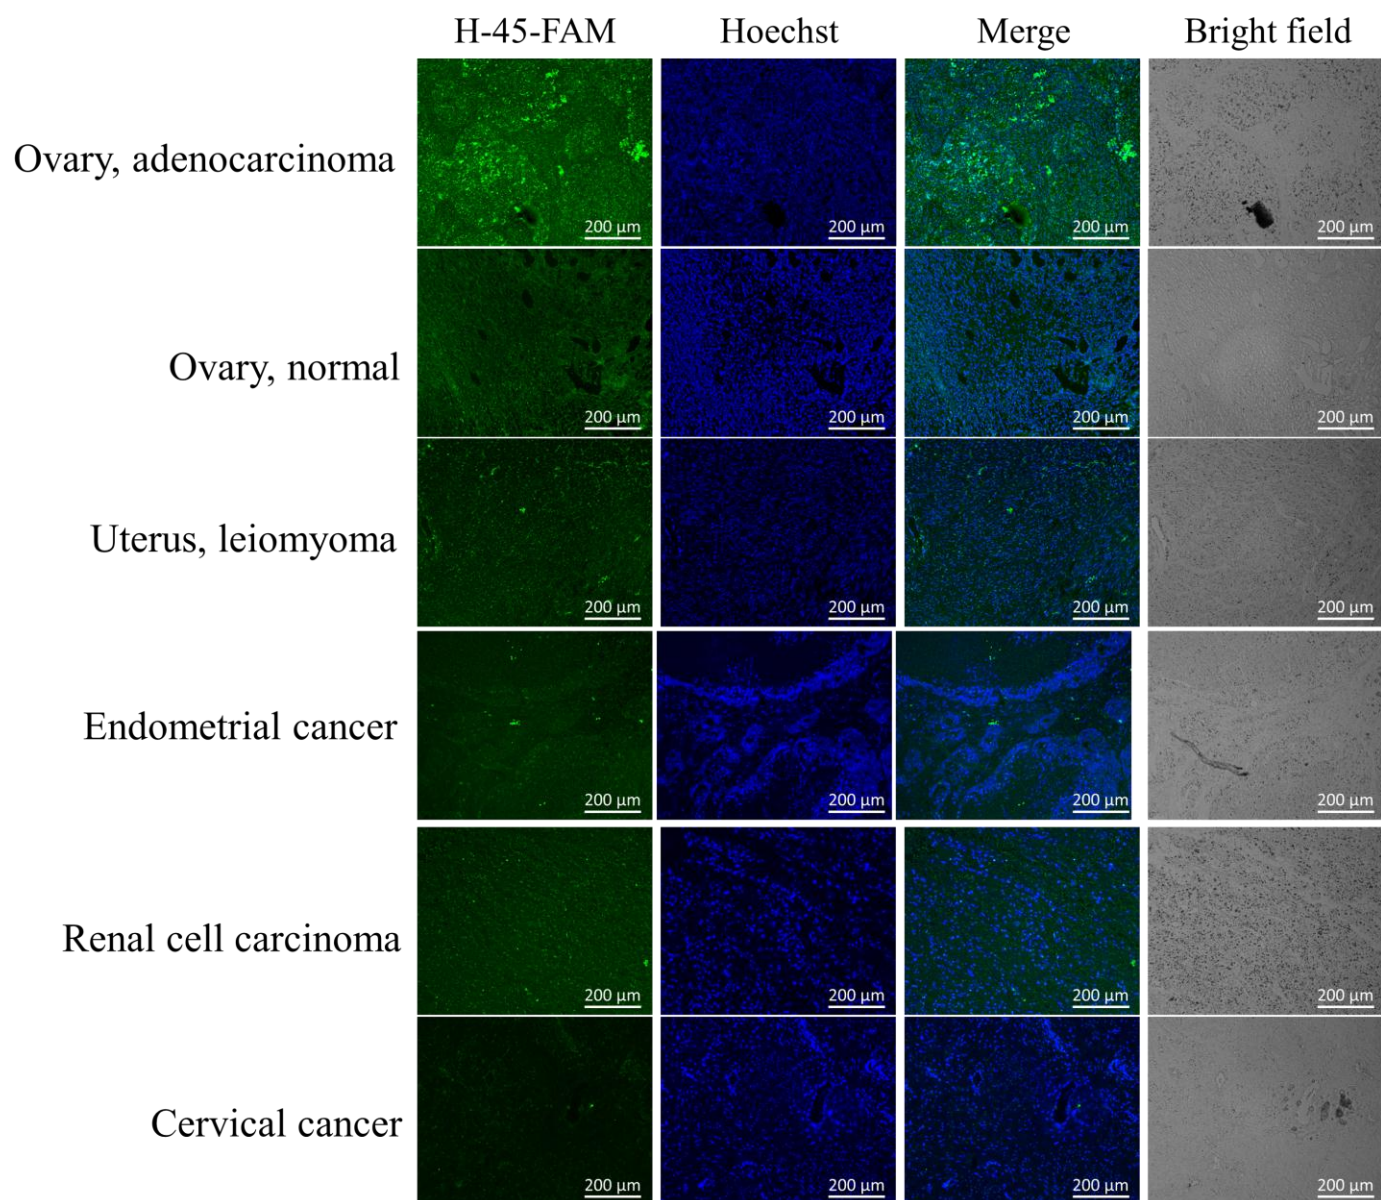 H-45-FAM Hoechst Merge Bright field
Ovary, adenocarcinoma
200 µm 200 µm 200 µm 200 µm
Ovary, normal
200 µm 200 µm 200 µm 200 µm
Uterus, leiomyoma
200 µm 200 µm 200 µm 200 µm
Endometrial cancer
200 µm 200 µm 200 µm 200 µm
Renal cell carcinoma
200 µm 200 µm 200 µm 200 µm
Cervical cancer
200 µm 200 µm 200 µm 200 µm